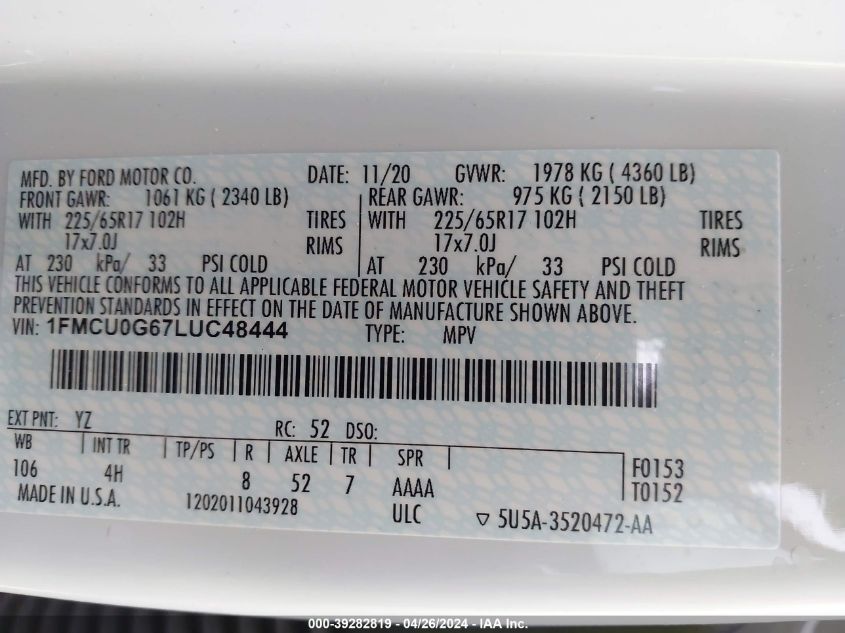 MFD. BY FORD MOTOR CO. DATE: 11/20 GVWR: 1978 KG ( 4360 LB)
FRONT GAWR: 1061 KG ( 2340 LB) REAR GAWR: 975 KG ( 2150 LB)
WITH 225/65R17 102H TIRES WITH 225/65R17 102H TIRES
17x7.0J RIMS 17x7.0J RIMS
AT 230 kPa/ 33 PSI COLD AT 230 kPa/ 33 PSI COLD
THIS VEHICLE CONFORMS TO ALL APPLICABLE FEDERAL MOTOR VEHICLE SAFETY AND THEFT
PREVENTION STANDARDS IN EFFECT ON THE DATE OF MANUFACTURE SHOWN ABOVE.
VIN: 1FMCU0G67LUC48444 TYPE: MPV
EXT PNT: YZ RC: 52 DSO:
WB INT TR TP/PS R AXLE TR SPR
106 4H 8 52 7 AAAA F0153
T0152
MADE IN U.S.A. 1202011043928 ULC ▽ 5U5A-3520472-AA
000-39282819 - 04/26/2024 - IAA Inc.